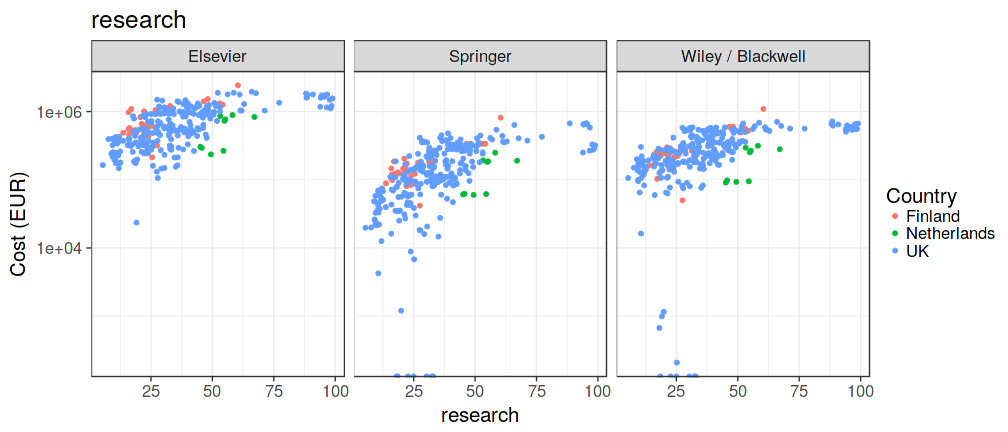 research
Elsevier
Springer
Wiley / Blackwell
Cost (EUR)
1e+06
1e+04
25 50 75 100
25 50 75 100
25 50 75 100
research
Country
Finland
Netherlands
UK